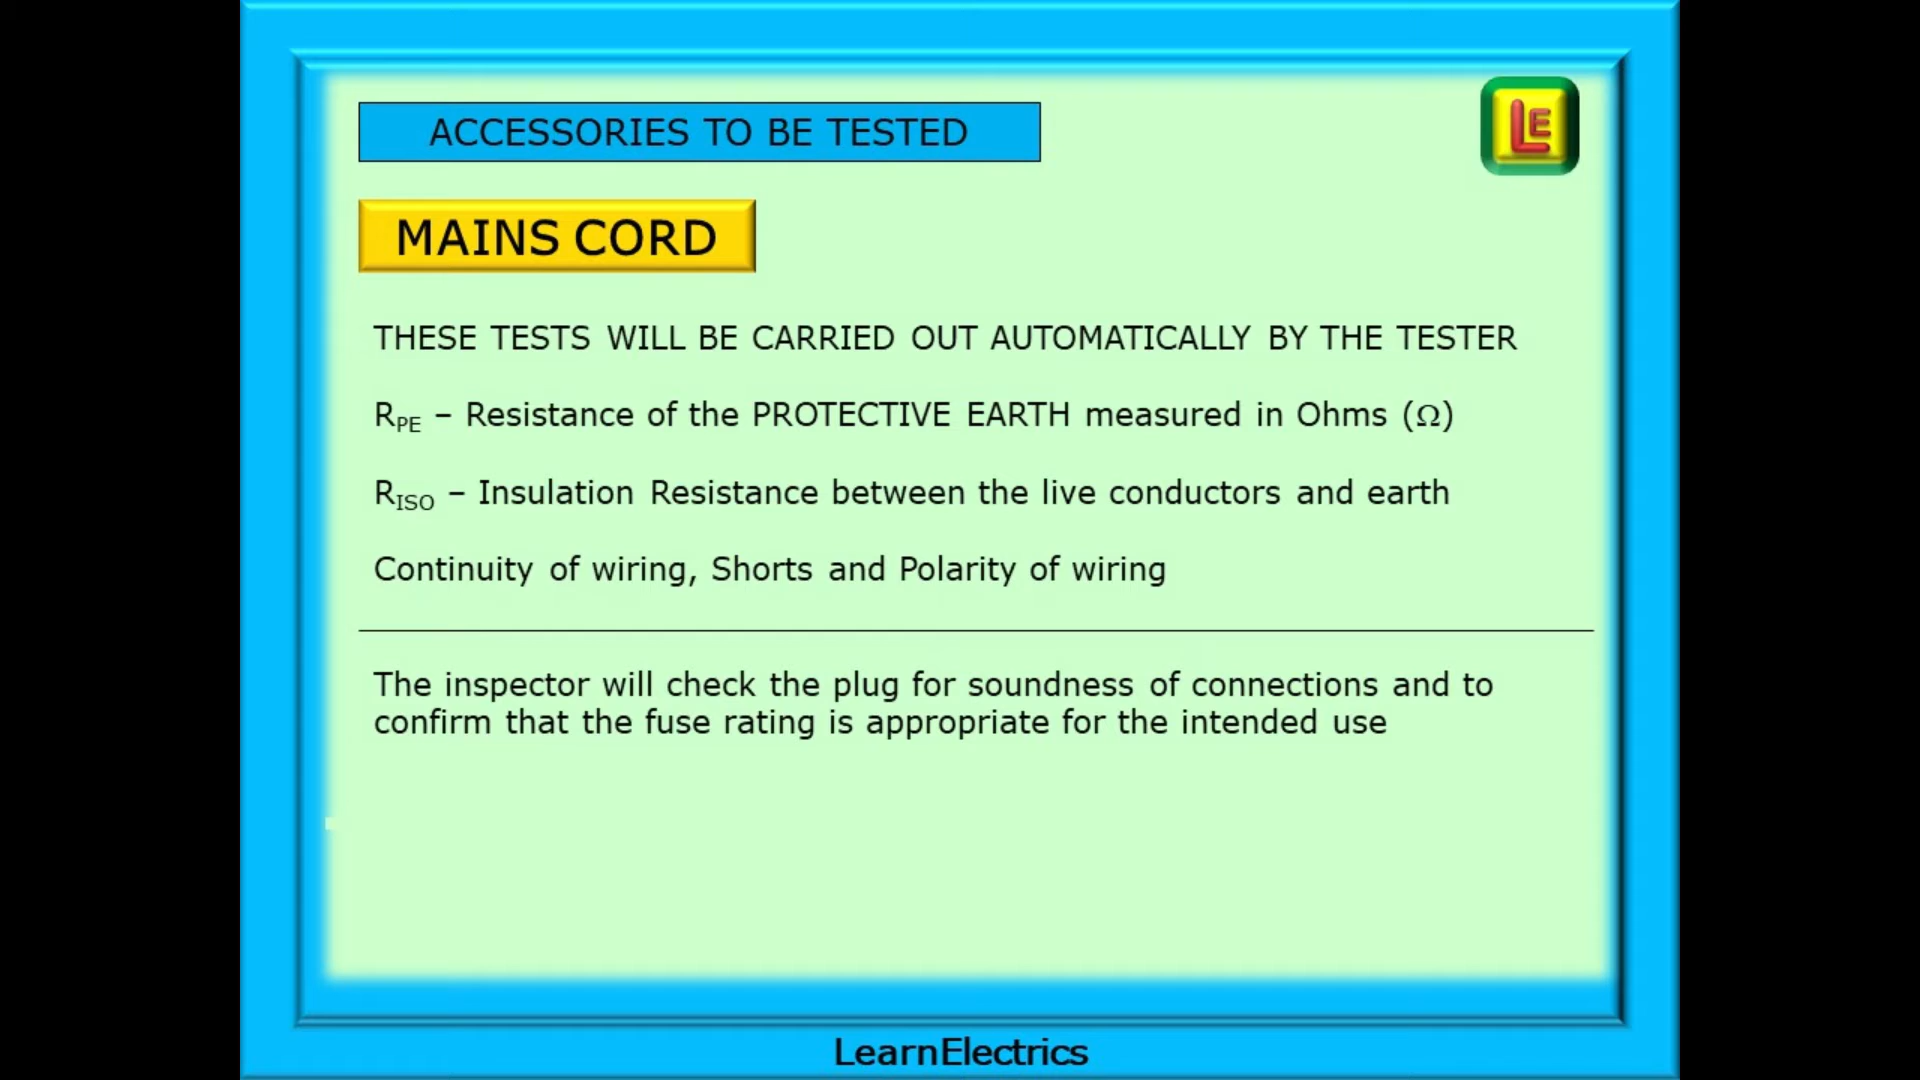 ACCESSORIES TO BE TESTED
LE
MAINS CORD
THESE TESTS WILL BE CARRIED OUT AUTOMATICALLY BY THE TESTER
RPE – Resistance of the PROTECTIVE EARTH measured in Ohms (Ω)
RISO – Insulation Resistance between the live conductors and earth
Continuity of wiring, Shorts and Polarity of wiring
The inspector will check the plug for soundness of connections and to
confirm that the fuse rating is appropriate for the intended use
LearnElectrics